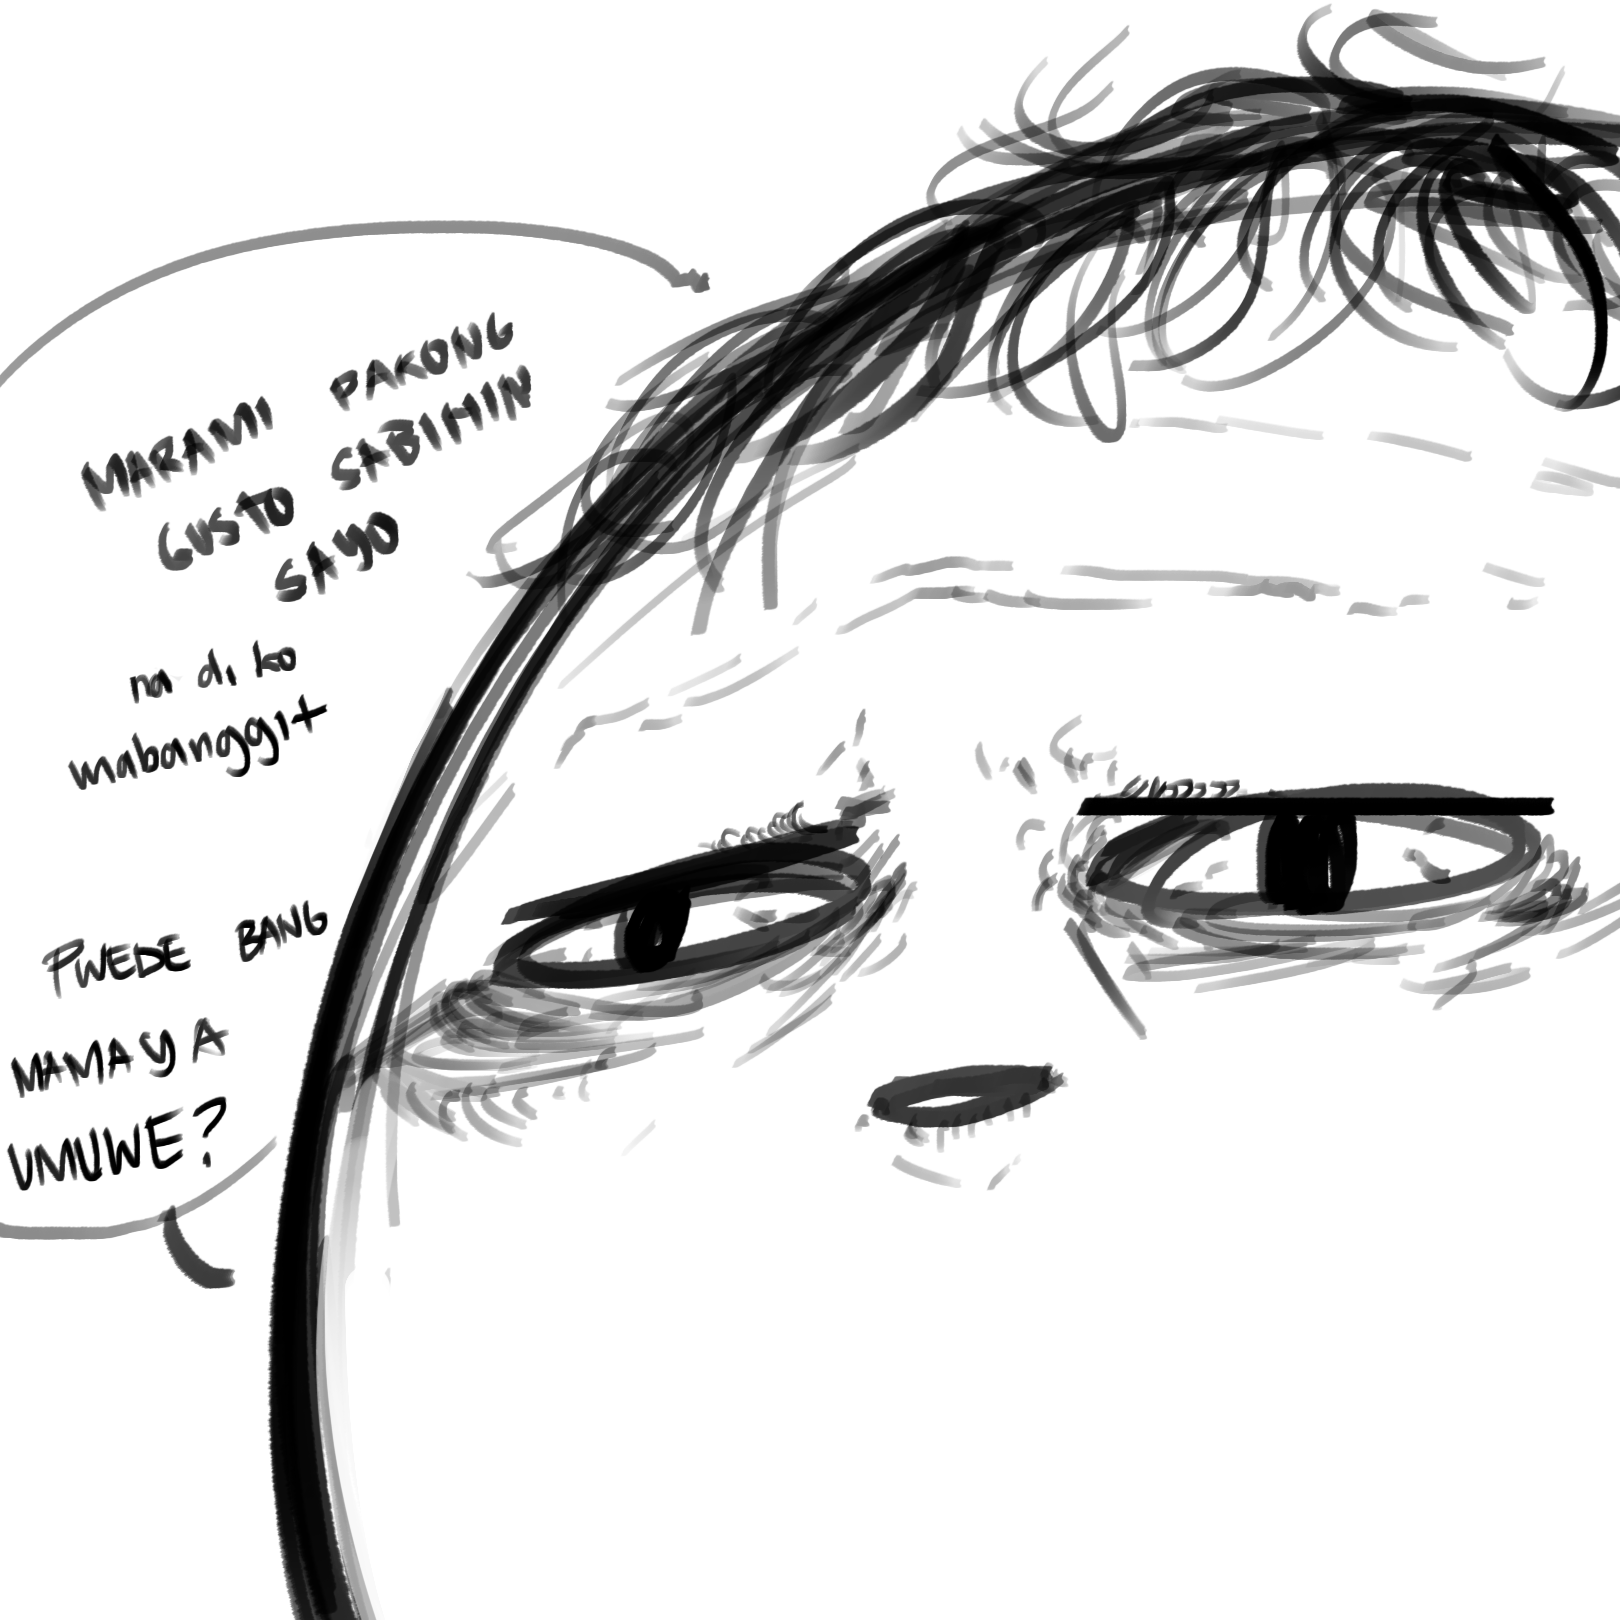 MARAMI PAKONG
GUSTO SABIHIN
SAYO
na di ko
mabanggit
PWEDE BANG
MAMAYA
UMUWE?